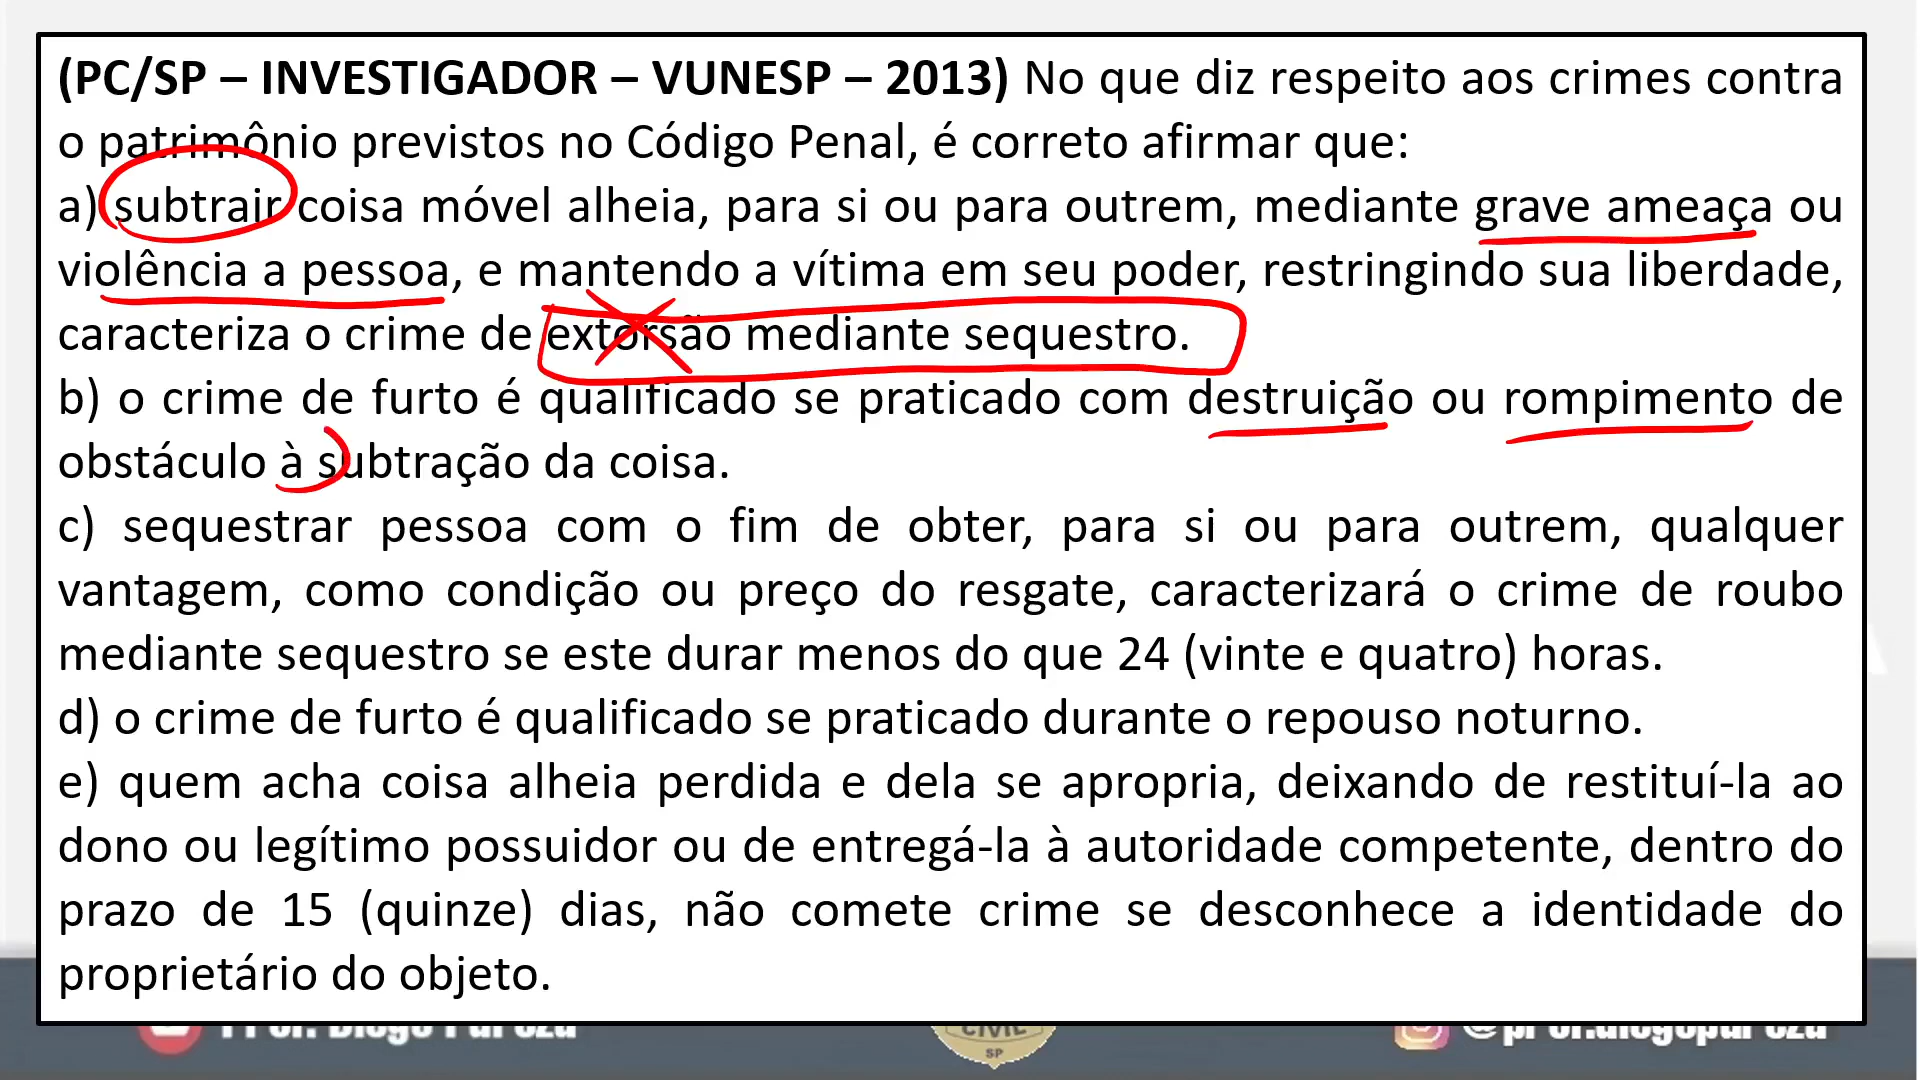 (PC/SP – INVESTIGADOR – VUNESP – 2013) No que diz respeito aos crimes contra
o patrimônio previstos no Código Penal, é correto afirmar que:
a) subtrair coisa móvel alheia, para si ou para outrem, mediante grave ameaça ou
violência a pessoa, e mantendo a vítima em seu poder, restringindo sua liberdade,
caracteriza o crime de extorsão mediante sequestro.
b) o crime de furto é qualificado se praticado com destruição ou rompimento de
obstáculo à subtração da coisa.
c) sequestrar pessoa com o fim de obter, para si ou para outrem, qualquer
vantagem, como condição ou preço do resgate, caracterizará o crime de roubo
mediante sequestro se este durar menos do que 24 (vinte e quatro) horas.
d) o crime de furto é qualificado se praticado durante o repouso noturno.
e) quem acha coisa alheia perdida e dela se apropria, deixando de restituí-la ao
dono ou legítimo possuidor ou de entregá-la à autoridade competente, dentro do
prazo de 15 (quinze) dias, não comete crime se desconhece a identidade do
proprietário do objeto.
Prof. Diogo Pureza
CIVIL
SP
@prof.diogopureza